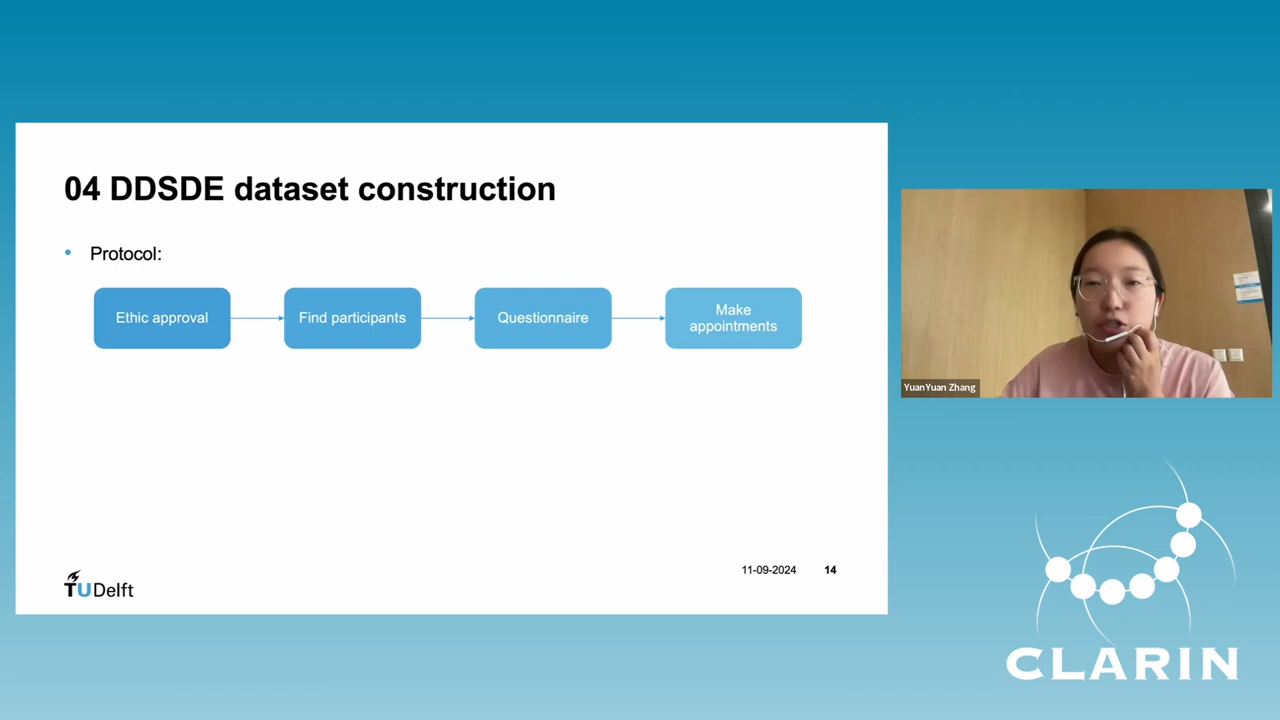 04 DDSDE dataset construction
• Protocol:
Ethic approval
Find participants
Questionnaire
Make
appointments
TUDelft
11-09-2024
14
YuanYuan Zhang
CLARIN